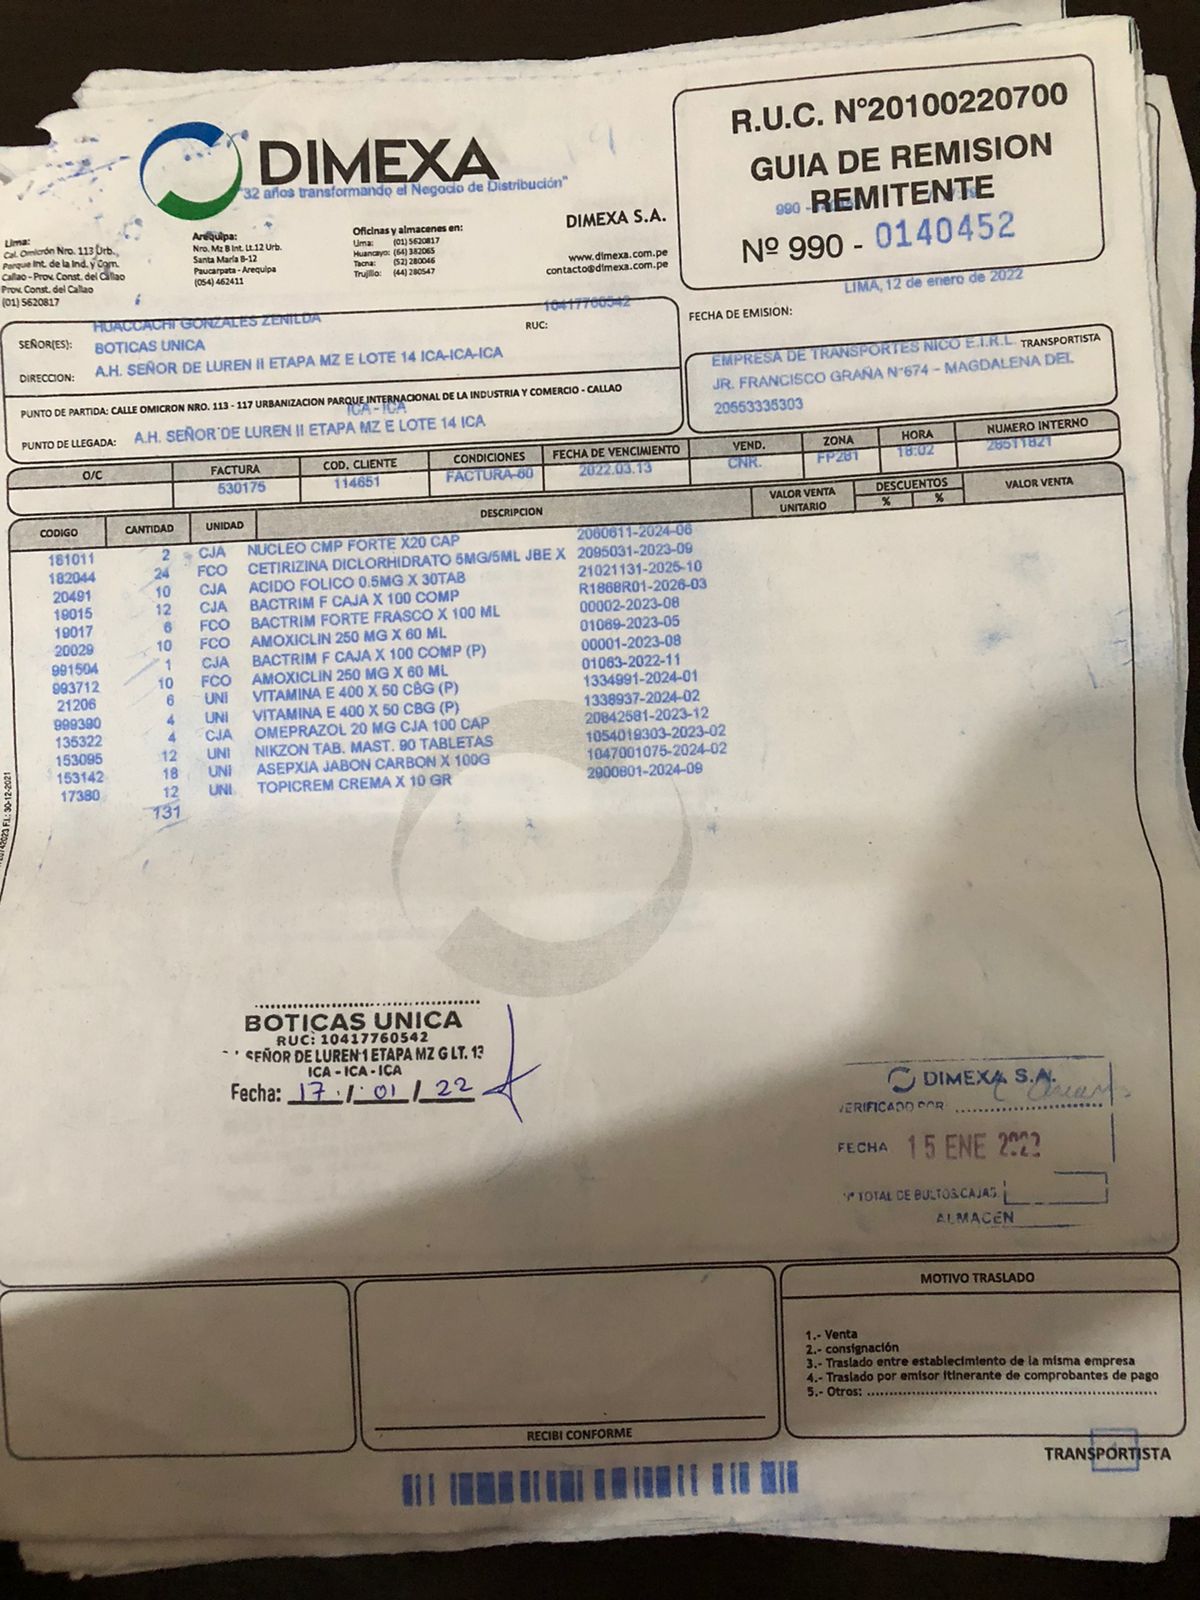 DIMEXA
"32 años transformando el Negocio de Distribución"
R.U.C. Nº20100220700
GUIA DE REMISION
REMITENTE
990 -
Nº 990 - 0140452
DIMEXA S.A.
www.dimexa.com.pe
contacto@dimexa.com.pe
Lima:
Cal. Omicrón Nro. 113 Urb.
Parque Int. de la Ind. y Com.
Callao - Prov. Const. del Callao
Prov. Const. del Callao
(01) 5620817
Arequipa:
Nro. Mz B Int. Lt.12 Urb.
Santa María B-12
Paucarpata - Arequipa
(054) 462411
Oficinas y almacenes en:
Lima: (01) 5620817
Huancayo: (64) 382065
Tacna: (52) 280046
Trujillo: (44) 280547
LIMA, 12 de enero de 2022
FECHA DE EMISION:
HUACCACHI GONZALES ZENILDA
RUC: 10417760542
SEÑOR(ES): BOTICAS UNICA
DIRECCION: A.H. SEÑOR DE LUREN II ETAPA MZ E LOTE 14 ICA-ICA-ICA
TRANSPORTISTA
EMPRESA DE TRANSPORTES NICO E.I.R.L.
JR. FRANCISCO GRAÑA N°674 - MAGDALENA DEL
20553335303
PUNTO DE PARTIDA: CALLE OMICRON NRO. 113 - 117 URBANIZACION PARQUE INTERNACIONAL DE LA INDUSTRIA Y COMERCIO - CALLAO
ICA - ICA
PUNTO DE LLEGADA: A.H. SEÑOR DE LUREN II ETAPA MZ E LOTE 14 ICA
O/C FACTURA COD. CLIENTE CONDICIONES FECHA DE VENCIMIENTO VEND. ZONA HORA NUMERO INTERNO
530175 114651 FACTURA-60 2022.03.13 CNR. FP281 18:02 28511821
CODIGO CANTIDAD UNIDAD DESCRIPCION VALOR VENTA UNITARIO DESCUENTOS % % VALOR VENTA
161011 2 CJA NUCLEO CMP FORTE X20 CAP 2060611-2024-06
182044 24 FCO CETIRIZINA DICLORHIDRATO 5MG/5ML JBE X 2095031-2023-09
20491 10 CJA ACIDO FOLICO 0.5MG X 30TAB 21021131-2025-10
19015 12 CJA BACTRIM F CAJA X 100 COMP R1868R01-2026-03
19017 6 FCO BACTRIM FORTE FRASCO X 100 ML 00002-2023-08
20029 10 FCO AMOXICLIN 250 MG X 60 ML 01069-2023-05
991504 1 CJA BACTRIM F CAJA X 100 COMP (P) 00001-2023-08
993712 10 FCO AMOXICLIN 250 MG X 60 ML 01063-2022-11
21206 6 UNI VITAMINA E 400 X 50 CBG (P) 1334991-2024-01
999390 4 UNI VITAMINA E 400 X 50 CBG (P) 1338937-2024-02
135322 4 CJA OMEPRAZOL 20 MG CJA 100 CAP 20842581-2023-12
153095 12 UNI NIKZON TAB. MAST. 90 TABLETAS 1054019303-2023-02
153142 18 UNI ASEPXIA JABON CARBON X 100G 1047001075-2024-02
17380 12 UNI TOPICREM CREMA X 10 GR 2900801-2024-09
131
F.I.: 30-12-2021
BOTICAS UNICA
RUC: 10417760542
SEÑOR DE LUREN 1 ETAPA MZ G LT. 13
ICA - ICA - ICA
Fecha: 17 / 01 / 22
DIMEXA S.A.
VERIFICADO POR:
FECHA 15 ENE 2022
Nº TOTAL DE BULTOS CAJAS
ALMACEN
MOTIVO TRASLADO
1.- Venta
2.- consignación
3.- Traslado entre establecimiento de la misma empresa
4.- Traslado por emisor itinerante de comprobantes de pago
5.- Otros:
RECIBI CONFORME
TRANSPORTISTA